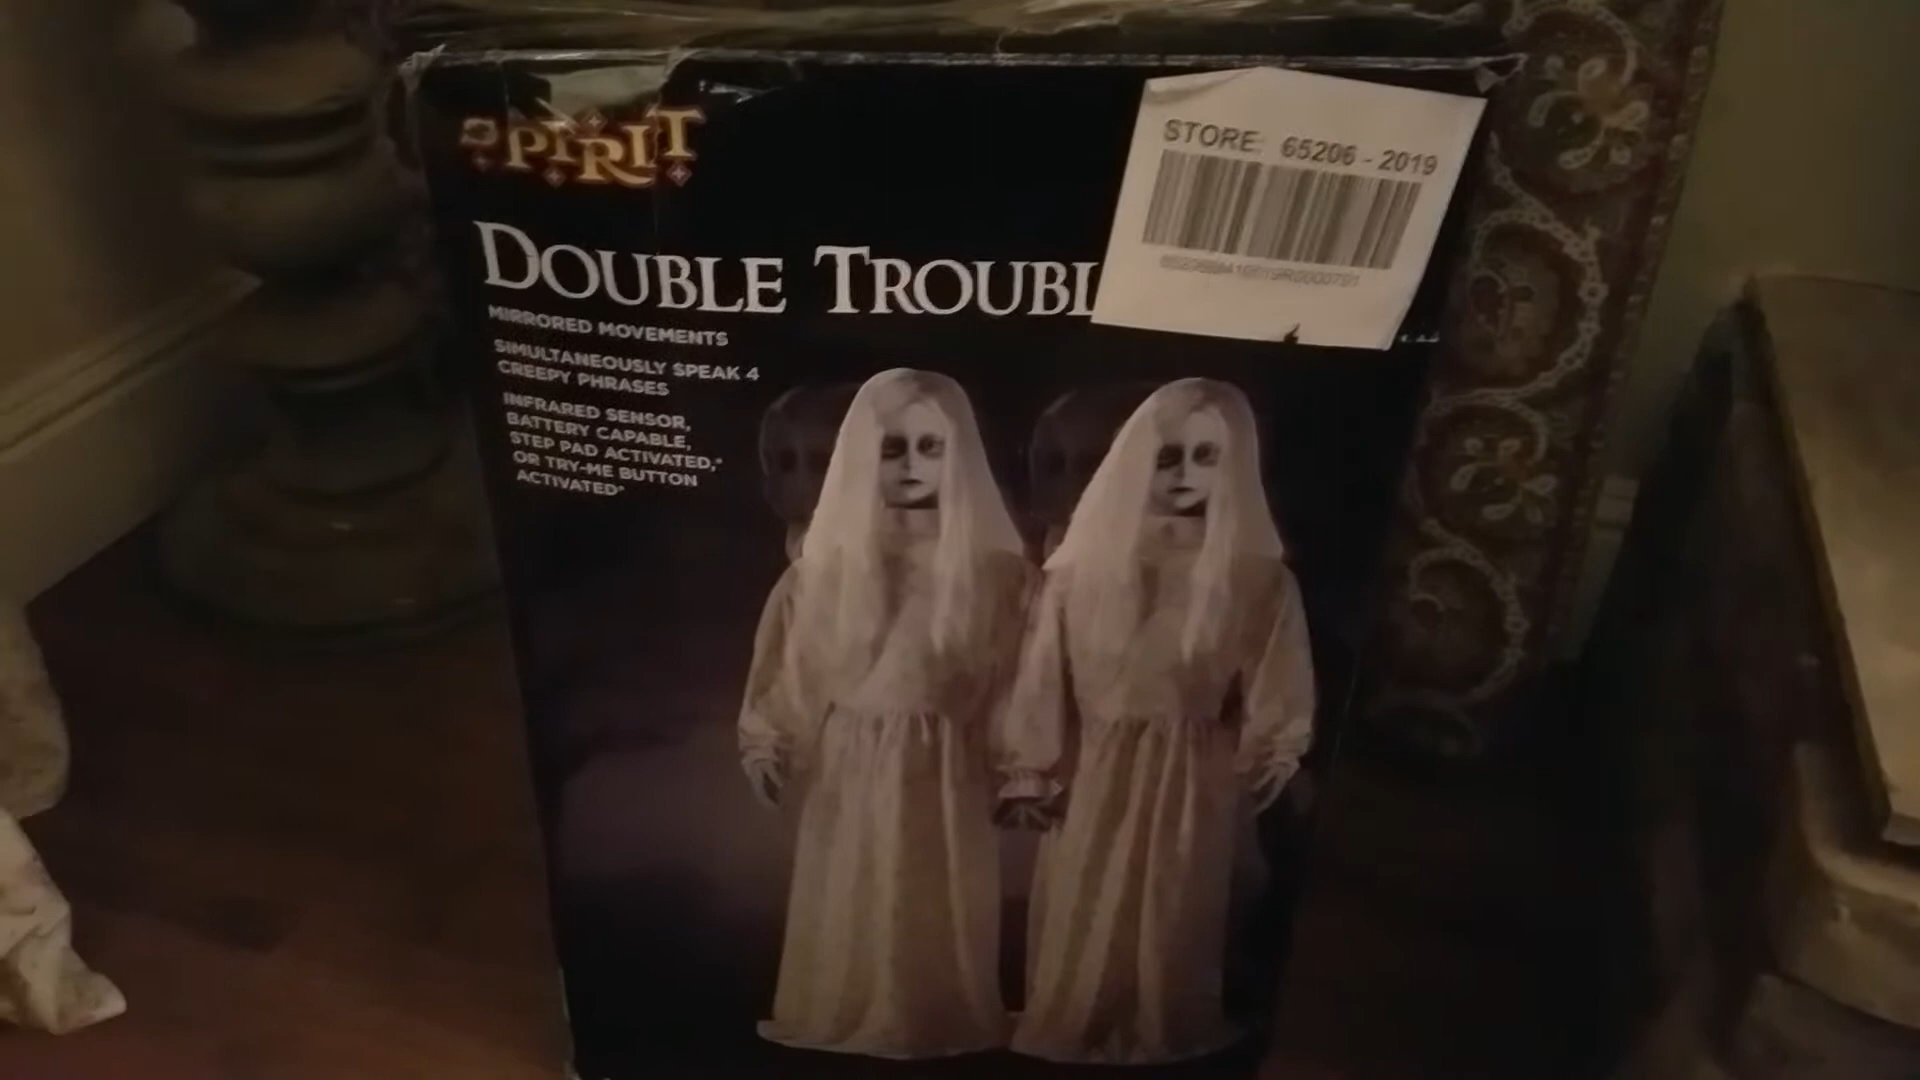 SPIRIT
STORE: 65206 - 2019
DOUBLE TROUBL
MIRRORED MOVEMENTS
SIMULTANEOUSLY SPEAK 4
CREEPY PHRASES
INFRARED SENSOR,
BATTERY CAPABLE,
STEP PAD ACTIVATED,*
OR TRY-ME BUTTON
ACTIVATED*